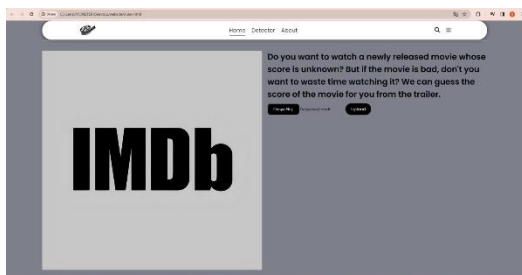 Home Detector About
Do you want to watch a newly released movie whose
score is unknown? But if the movie is bad, don't you
want to waste time watching it? We can guess the
score of the movie for you from the trailer.
IMDb